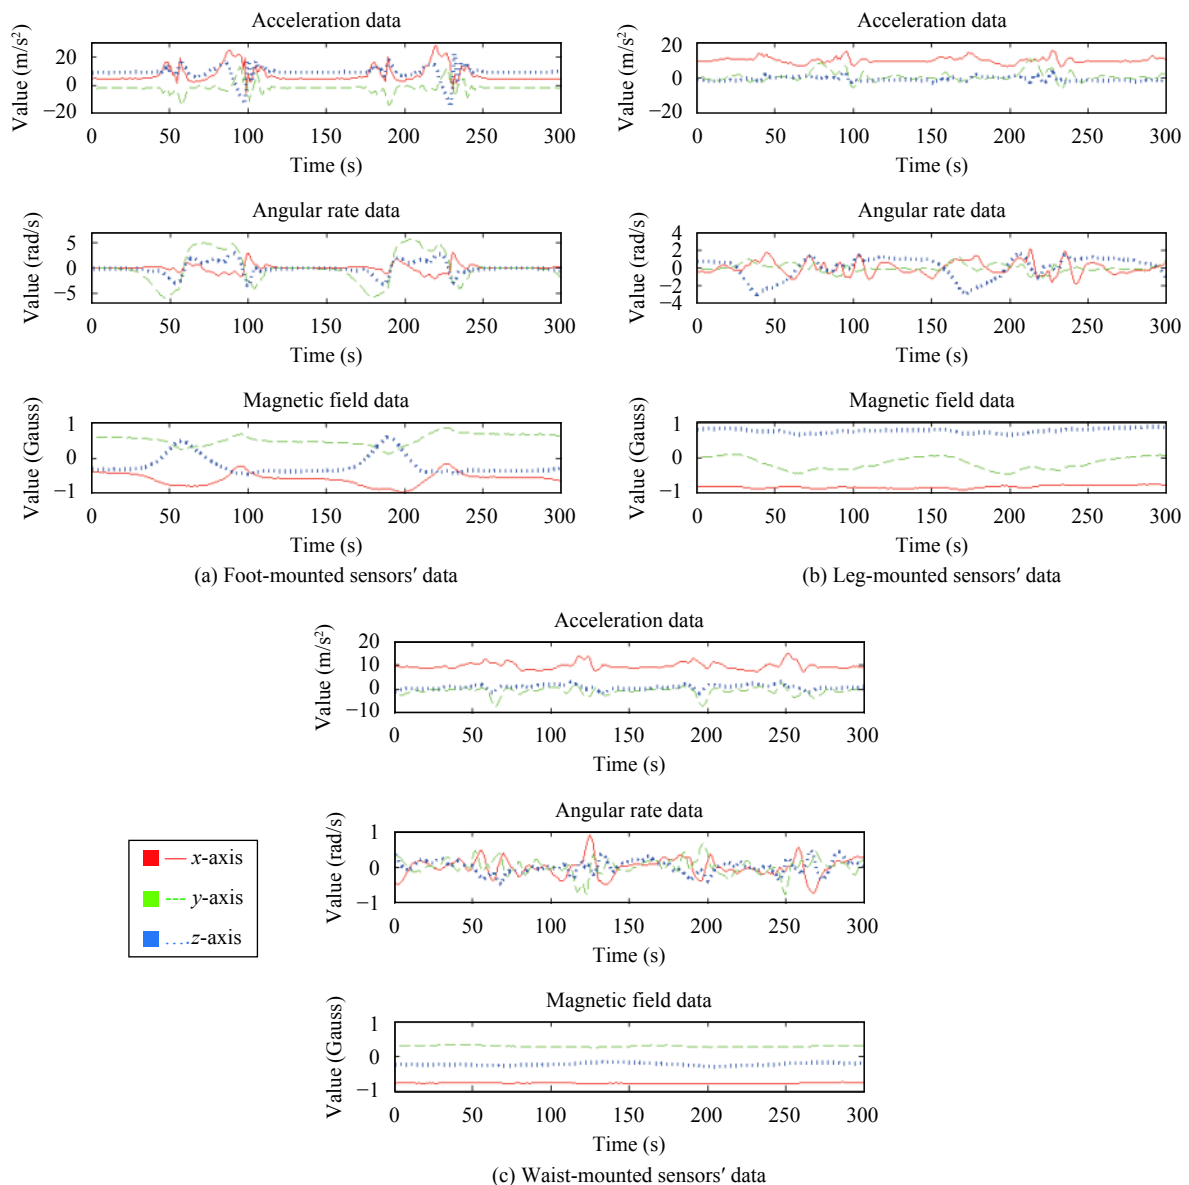 Acceleration data
Value (m/s²)
20
0
−20
0 50 100 150 200 250 300
Time (s)
Angular rate data
Value (rad/s)
5
0
−5
0 50 100 150 200 250 300
Time (s)
Magnetic field data
Value (Gauss)
1
0
−1
0 50 100 150 200 250 300
Time (s)
(a) Foot-mounted sensors′ data
Acceleration data
Value (m/s²)
20
0
−20
0 50 100 150 200 250 300
Time (s)
Angular rate data
Value (rad/s)
4
2
0
−2
−4
0 50 100 150 200 250 300
Time (s)
Magnetic field data
Value (Gauss)
1
0
−1
0 50 100 150 200 250 300
Time (s)
(b) Leg-mounted sensors′ data
Acceleration data
Value (m/s²)
20
10
0
−10
0 50 100 150 200 250 300
Time (s)
Angular rate data
Value (rad/s)
1
0
−1
0 50 100 150 200 250 300
Time (s)
x-axis
y-axis
z-axis
Magnetic field data
Value (Gauss)
1
0
−1
0 50 100 150 200 250 300
Time (s)
(c) Waist-mounted sensors′ data